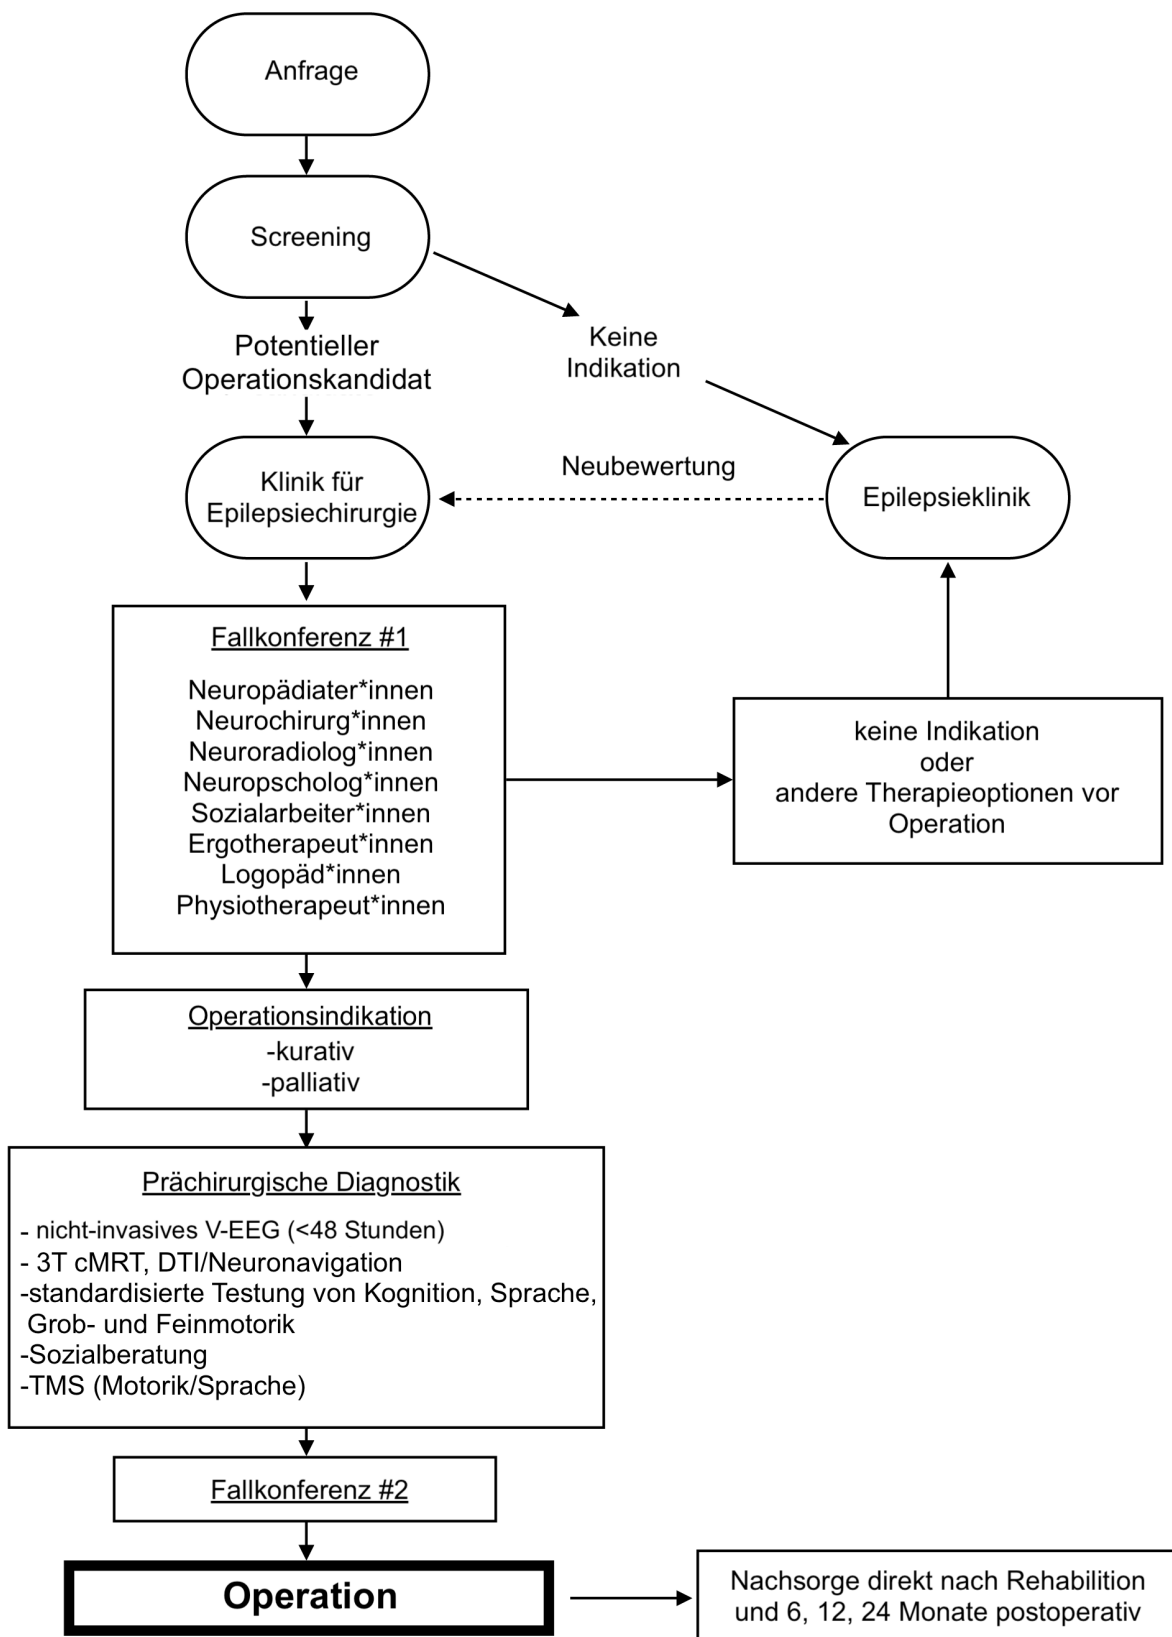 Anfrage
Screening
Potentieller
Operationskandidat
Keine
Indikation
Klinik für
Epilepsiechirurgie
Neubewertung
Epilepsieklinik
Fallkonferenz #1
Neuropädiater*innen
Neurochirurg*innen
Neuroradiolog*innen
Neuropscholog*innen
Sozialarbeiter*innen
Ergotherapeut*innen
Logopäd*innen
Physiotherapeut*innen
keine Indikation
oder
andere Therapieoptionen vor
Operation
Operationsindikation
-kurativ
-palliativ
Prächirurgische Diagnostik
- nicht-invasives V-EEG (<48 Stunden)
- 3T cMRT, DTI/Neuronavigation
-standardisierte Testung von Kognition, Sprache,
Grob- und Feinmotorik
-Sozialberatung
-TMS (Motorik/Sprache)
Fallkonferenz #2
Operation
Nachsorge direkt nach Rehabilition
und 6, 12, 24 Monate postoperativ